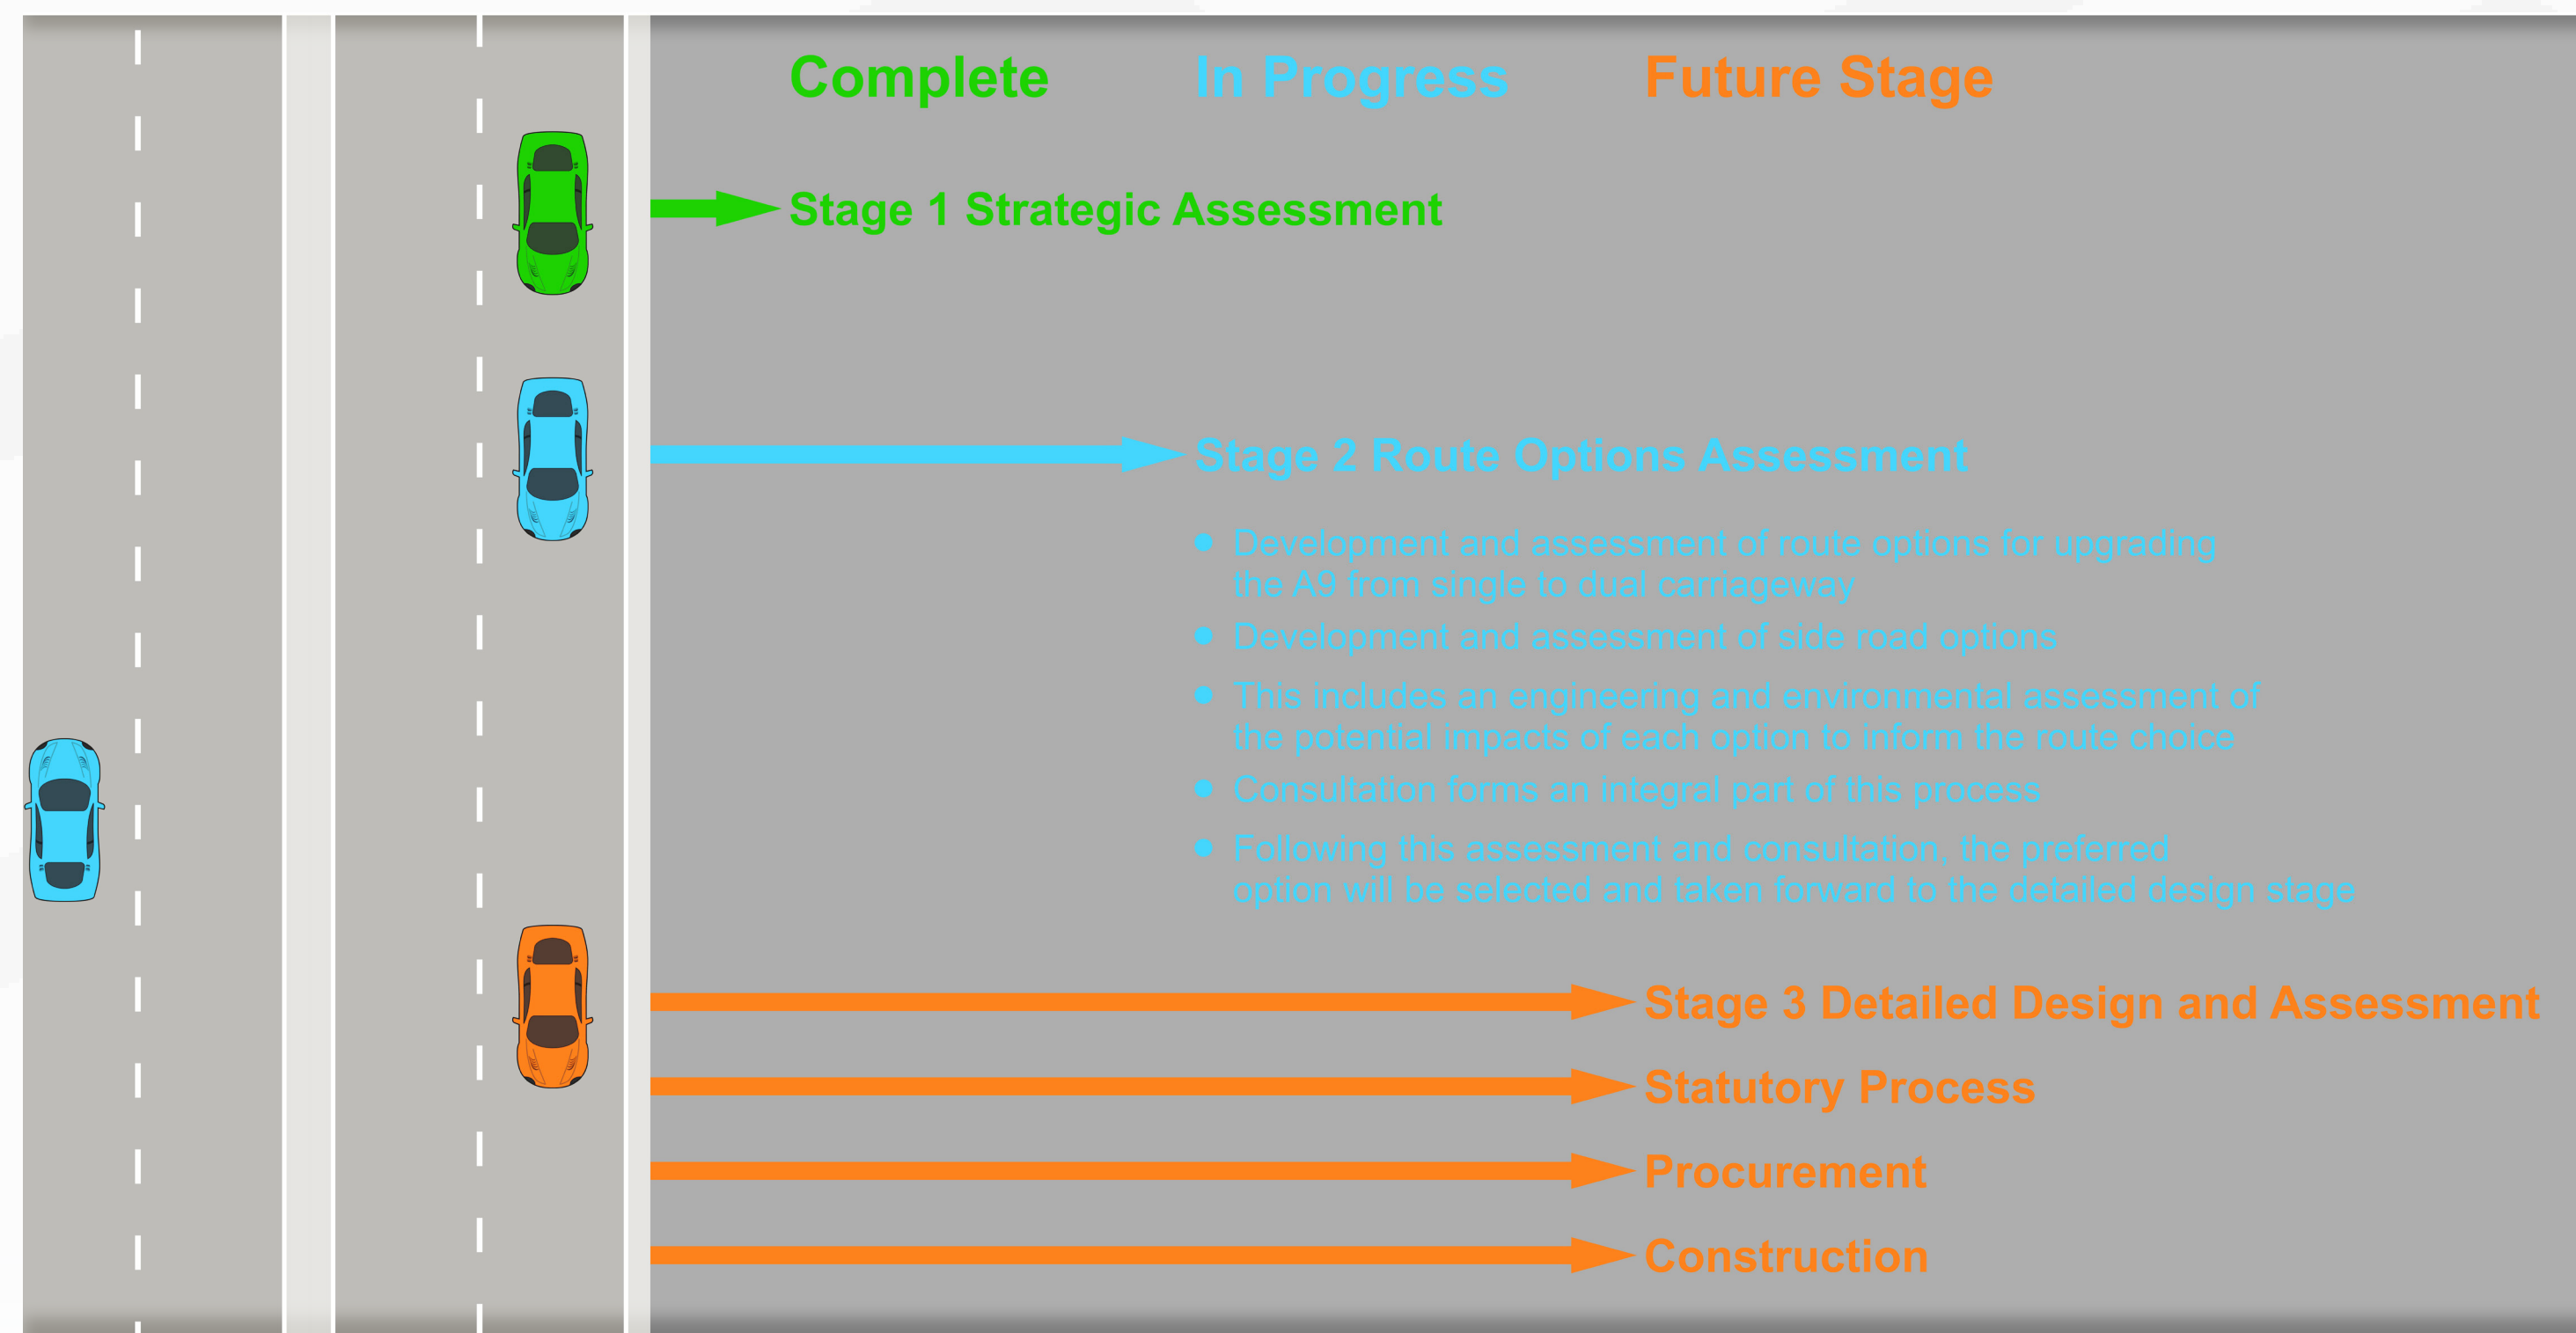 Complete In Progress Future Stage
Stage 1 Strategic Assessment
Stage 2 Route Options Assessment
• Development and assessment of route options for upgrading
the A9 from single to dual carriageway
• Development and assessment of side road options
• This includes an engineering and environmental assessment of
the potential impacts of each option to inform the route choice
• Consultation forms an integral part of this process
• Following this assessment and consultation, the preferred
option will be selected and taken forward to the detailed design stage
Stage 3 Detailed Design and Assessment
Statutory Process
Procurement
Construction